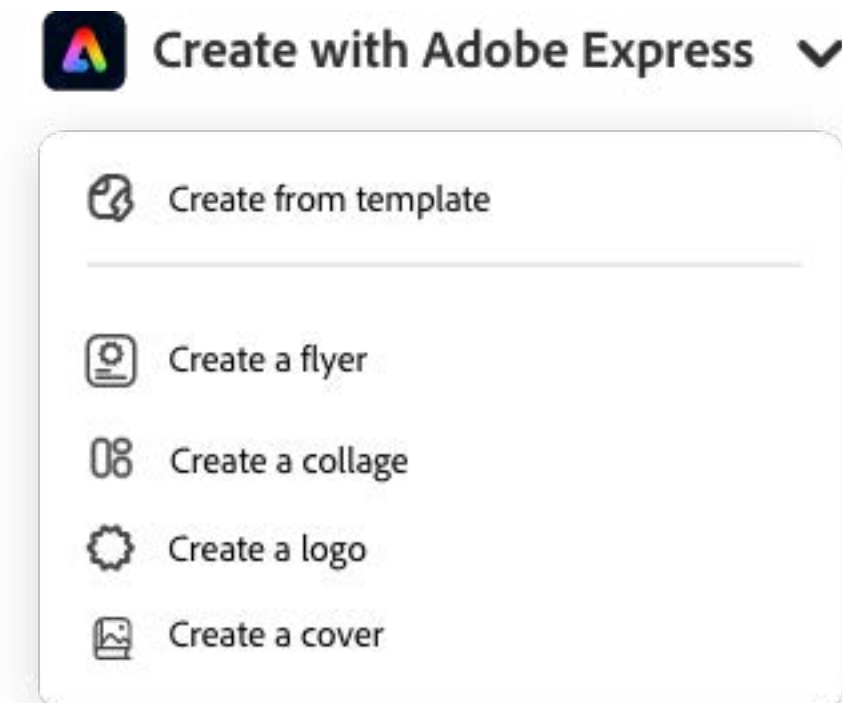 Create with Adobe Express
Create from template
Create a flyer
Create a collage
Create a logo
Create a cover